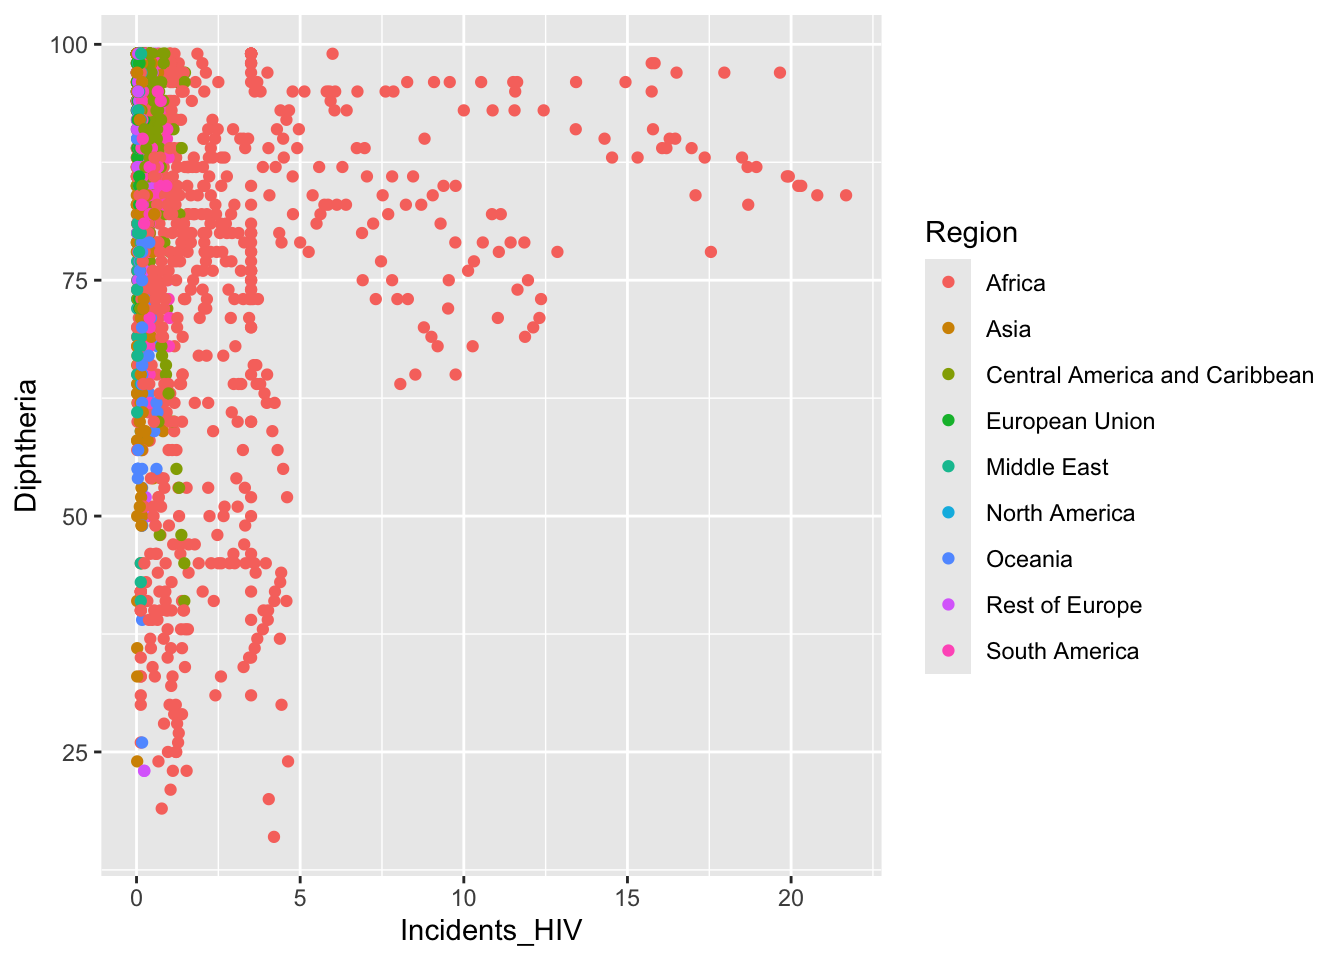 100
75
50
25
Diphtheria
0 5 10 15 20
Incidents_HIV
Region
Africa
Asia
Central America and Caribbean
European Union
Middle East
North America
Oceania
Rest of Europe
South America